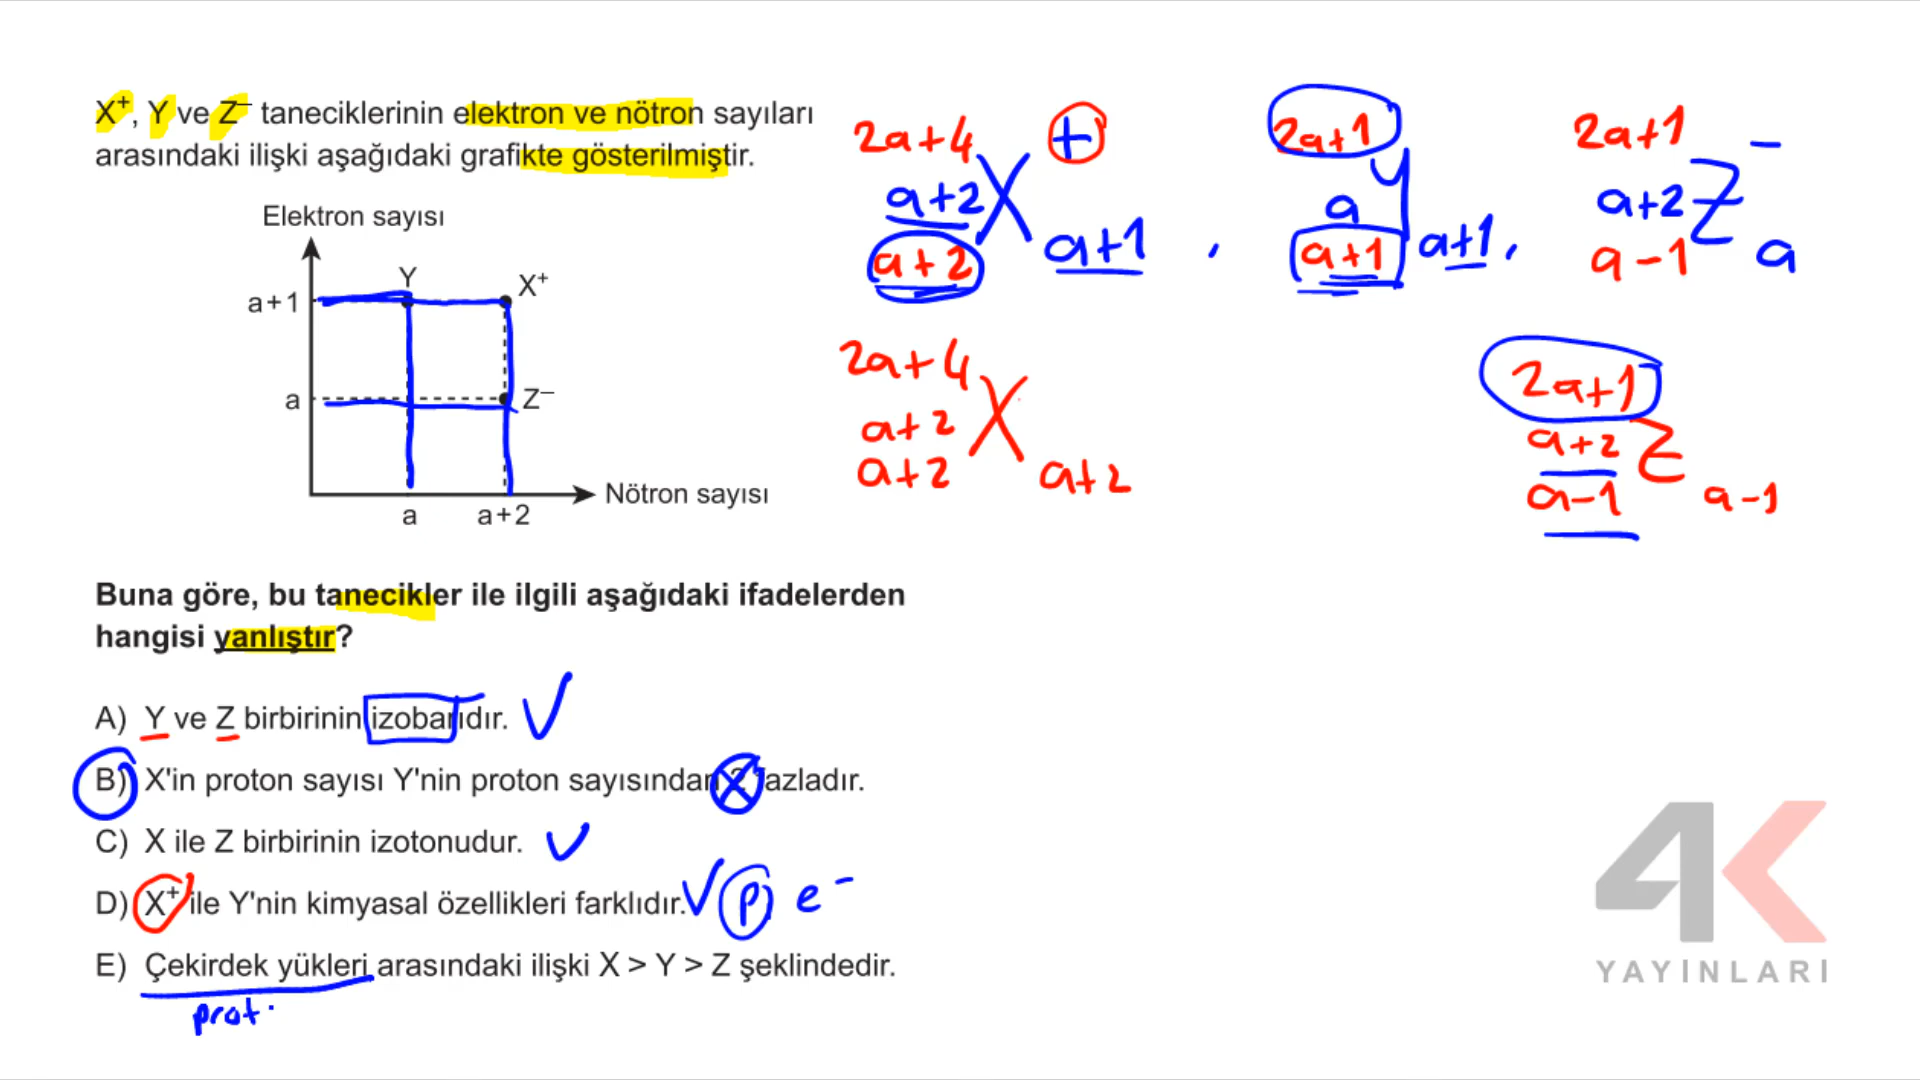 X⁺, Y ve Z⁻ taneciklerinin elektron ve nötron sayıları
arasındaki ilişki aşağıdaki grafikte gösterilmiştir.
Elektron sayısı
Y
X⁺
a+1
a
Z⁻
Nötron sayısı
a
a+2
Buna göre, bu tanecikler ile ilgili aşağıdaki ifadelerden
hangisi yanlıştır?
A) Y ve Z birbirinin izobarıdır.
B) X'in proton sayısı Y'nin proton sayısından 2 fazladır.
C) X ile Z birbirinin izotonudur.
D) X⁺ ile Y'nin kimyasal özellikleri farklıdır. p e⁻
E) Çekirdek yükleri arasındaki ilişki X > Y > Z şeklindedir.
prot.
2a+4 +
a+2 X
a+2 a+1 ,
2a+1
a y
a+1 a+1,
2a+1 −
a+2 Z
a-1 a
2a+4
a+2 X
a+2 a+2
2a+1
a+2 Z
a-1 a-1
4K
YAYINLARI